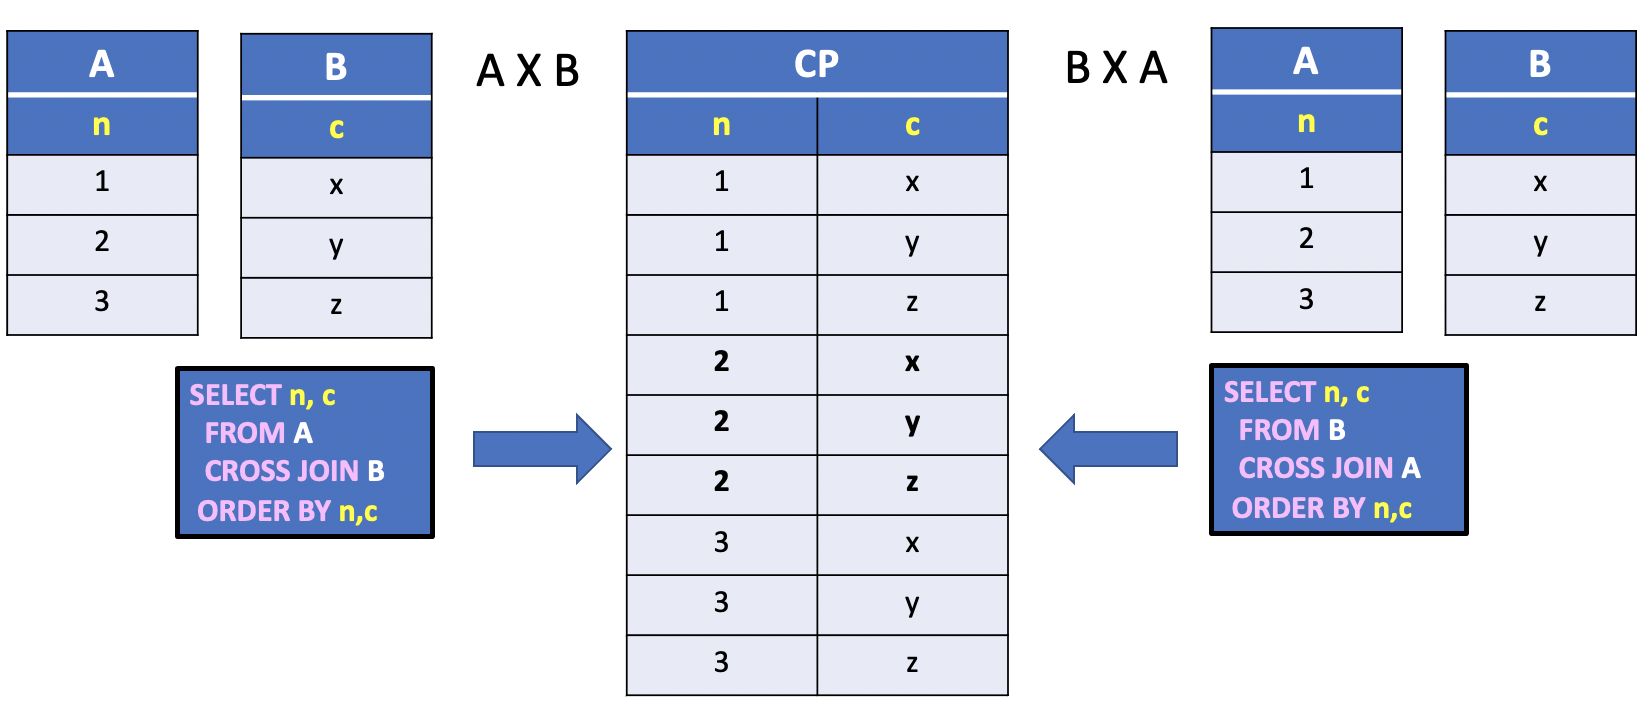 A
n
1
2
3
B
c
x
y
z
A X B
SELECT n, c
FROM A
CROSS JOIN B
ORDER BY n,c
CP
n c
1 x
1 y
1 z
2 x
2 y
2 z
3 x
3 y
3 z
B X A
A
n
1
2
3
B
c
x
y
z
SELECT n, c
FROM B
CROSS JOIN A
ORDER BY n,c